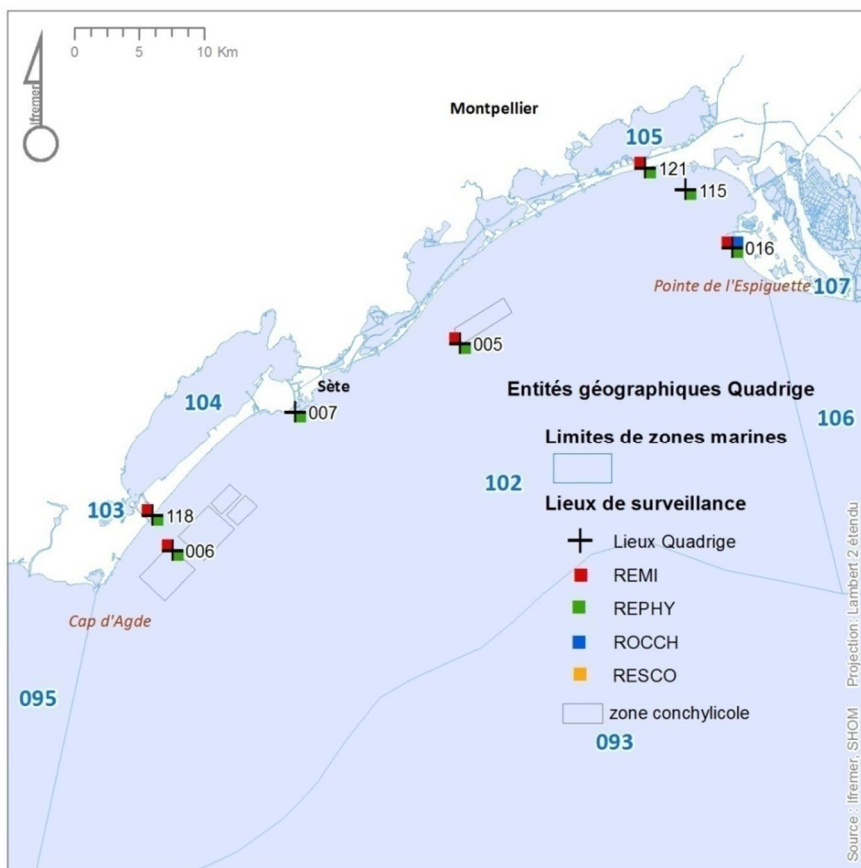 0 5 10 Km
Ifremer
Montpellier
105
121
115
016
Pointe de l'Espiguette
107
005
Sète
104
007
Entités géographiques Quadrige
106
Limites de zones marines
102
103
118
Lieux de surveillance
006
Lieux Quadrige
REMI
Cap d'Agde
REPHY
ROCCH
095
RESCO
zone conchylicole
093
Source : Ifremer, SHOM Projection : Lambert 2 étendu